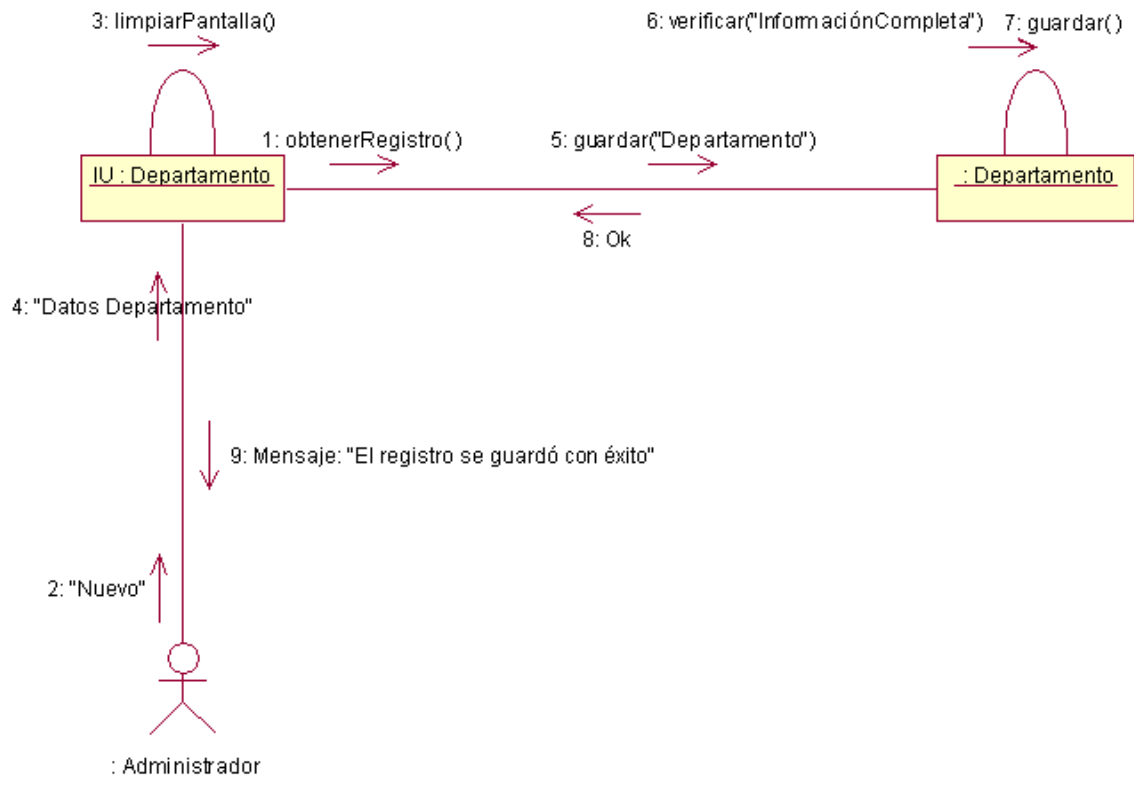 3: limpiarPantalla()
6: verificar("InformaciónCompleta")
7: guardar( )
1: obtenerRegistro( )
5: guardar("Departamento")
IU : Departamento
: Departamento
8: Ok
4: "Datos Departamento"
9: Mensaje: "El registro se guardó con éxito"
2: "Nuevo"
: Administrador